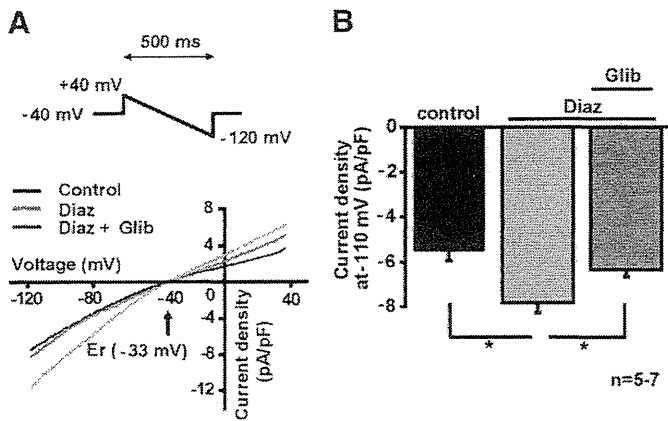 A
500 ms
+40 mV
-40 mV
-120 mV
Control
Diaz
Diaz + Glib
Voltage (mV)
-120
-80
-40
0
40
8
4
-4
-8
-12
Er (-33 mV)
Current density
(pA/pF)
B
Glib
control
Diaz
0
-2
-4
-6
-8
Current density
at-110 mV (pA/pF)
*
*
n=5-7